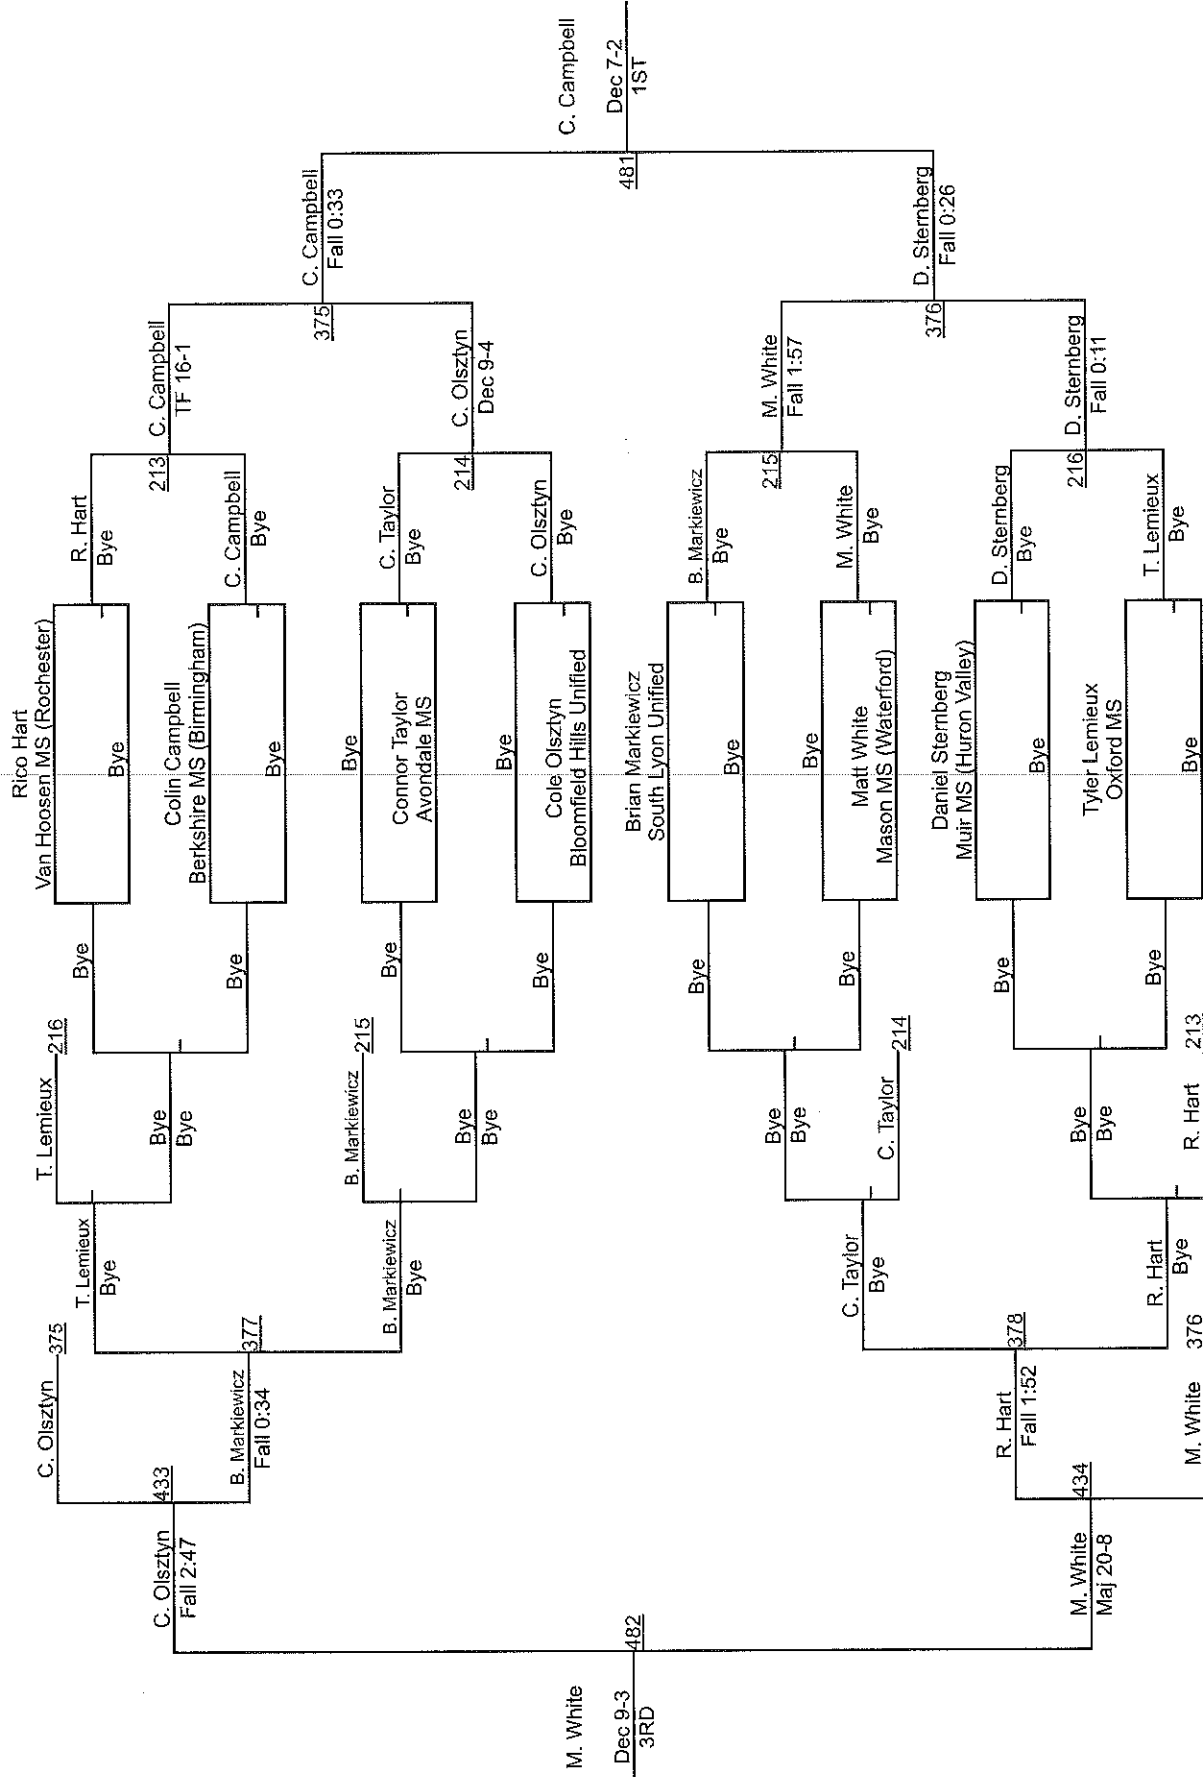 C. Campbell
Dec 7-2
1ST
481
C. Campbell
Fall 0:33
D. Sternberg
Fall 0:26
375
376
C. Campbell
TF 16-1
C. Olsztyn
Dec 9-4
M. White
Fall 1:57
D. Sternberg
Fall 0:11
213
214
215
216
R. Hart
Bye
C. Campbell
Bye
C. Taylor
Bye
C. Olsztyn
Bye
B. Markiewicz
Bye
M. White
Bye
D. Sternberg
Bye
T. Lemieux
Bye
Rico Hart
Van Hoosen MS (Rochester)
Bye
Colin Campbell
Berkshire MS (Birmingham)
Bye
Bye
Connor Taylor
Avondale MS
Bye
Cole Olsztyn
Bloomfield Hills Unified
Brian Markiewicz
South Lyon Unified
Bye
Bye
Matt White
Mason MS (Waterford)
Daniel Sternberg
Muir MS (Huron Valley)
Bye
Tyler Lemieux
Oxford MS
Bye
Bye
Bye
Bye
Bye
Bye
Bye
Bye
Bye
216
215
214
213
T. Lemieux
Bye
Bye
B. Markiewicz
Bye
Bye
Bye
Bye
C. Taylor
Bye
Bye
R. Hart
T. Lemieux
Bye
B. Markiewicz
Bye
C. Taylor
Bye
R. Hart
Bye
375
377
378
376
C. Olsztyn
B. Markiewicz
Fall 0:34
R. Hart
Fall 1:52
M. White
433
434
C. Olsztyn
Fall 2:47
M. White
Maj 20-8
482
M. White
Dec 9-3
3RD